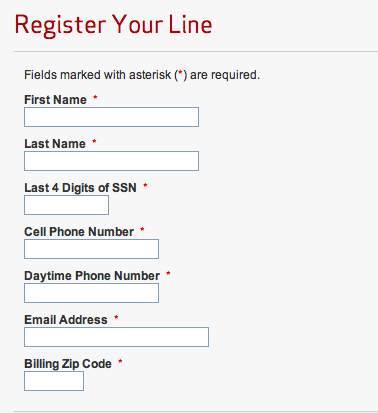 Register Your Line
Fields marked with asterisk (*) are required.
First Name *
Last Name *
Last 4 Digits of SSN *
Cell Phone Number *
Daytime Phone Number *
Email Address *
Billing Zip Code *